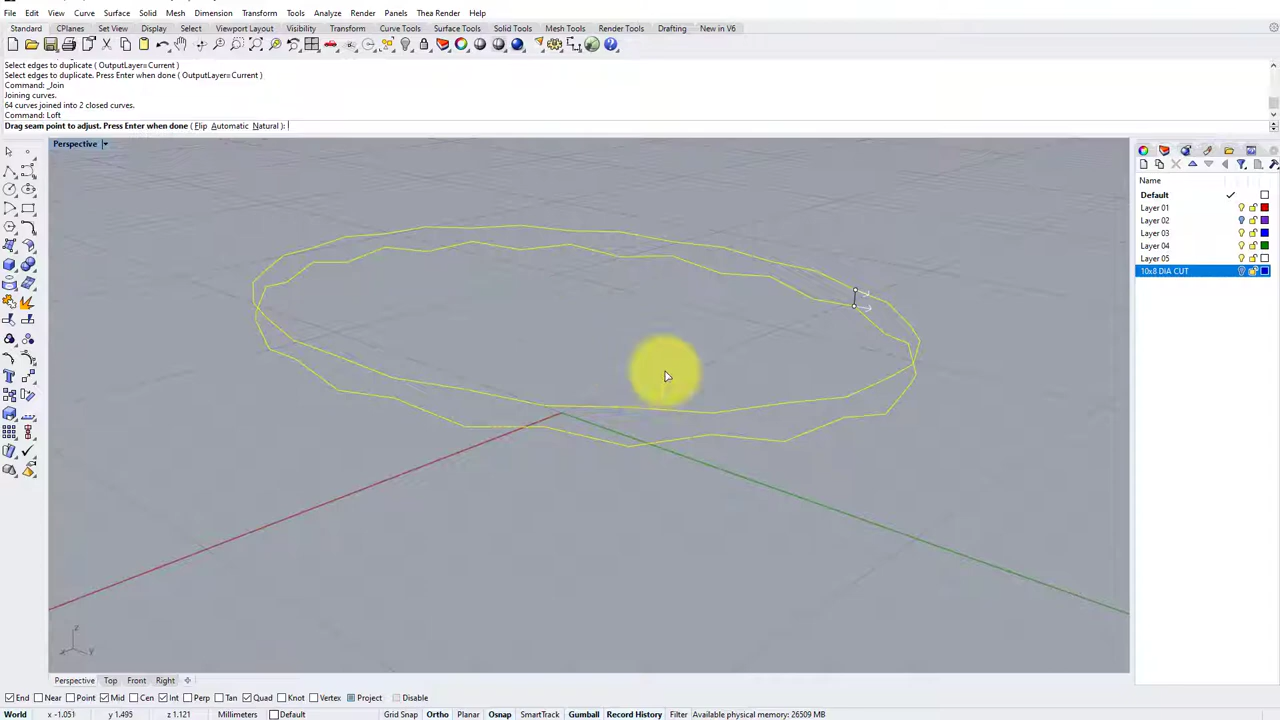 File Edit View Curve Surface Solid Mesh Dimension Transform Tools Analyze Render Panels Thea Render Help
Standard CPlanes Set View Display Select Viewport Layout Visibility Transform Curve Tools Surface Tools Solid Tools Mesh Tools Render Tools Drafting New in V6
Select edges to duplicate ( OutputLayer=Current )
Select edges to duplicate. Press Enter when done ( OutputLayer=Current )
Command: _Join
Joining curves.
64 curves joined into 2 closed curves.
Command: Loft
Drag seam point to adjust. Press Enter when done ( Flip Automatic Natural ):
Perspective
Name
Default
Layer 01
Layer 02
Layer 03
Layer 04
Layer 05
10x8 DIA CUT
z
x y
Perspective Top Front Right
End Near Point Mid Cen Int Perp Tan Quad Knot Vertex Project Disable
World x -1.051 y 1.495 z 1.121 Millimeters Default Grid Snap Ortho Planar Osnap SmartTrack Gumball Record History Filter Available physical memory: 26509 MB